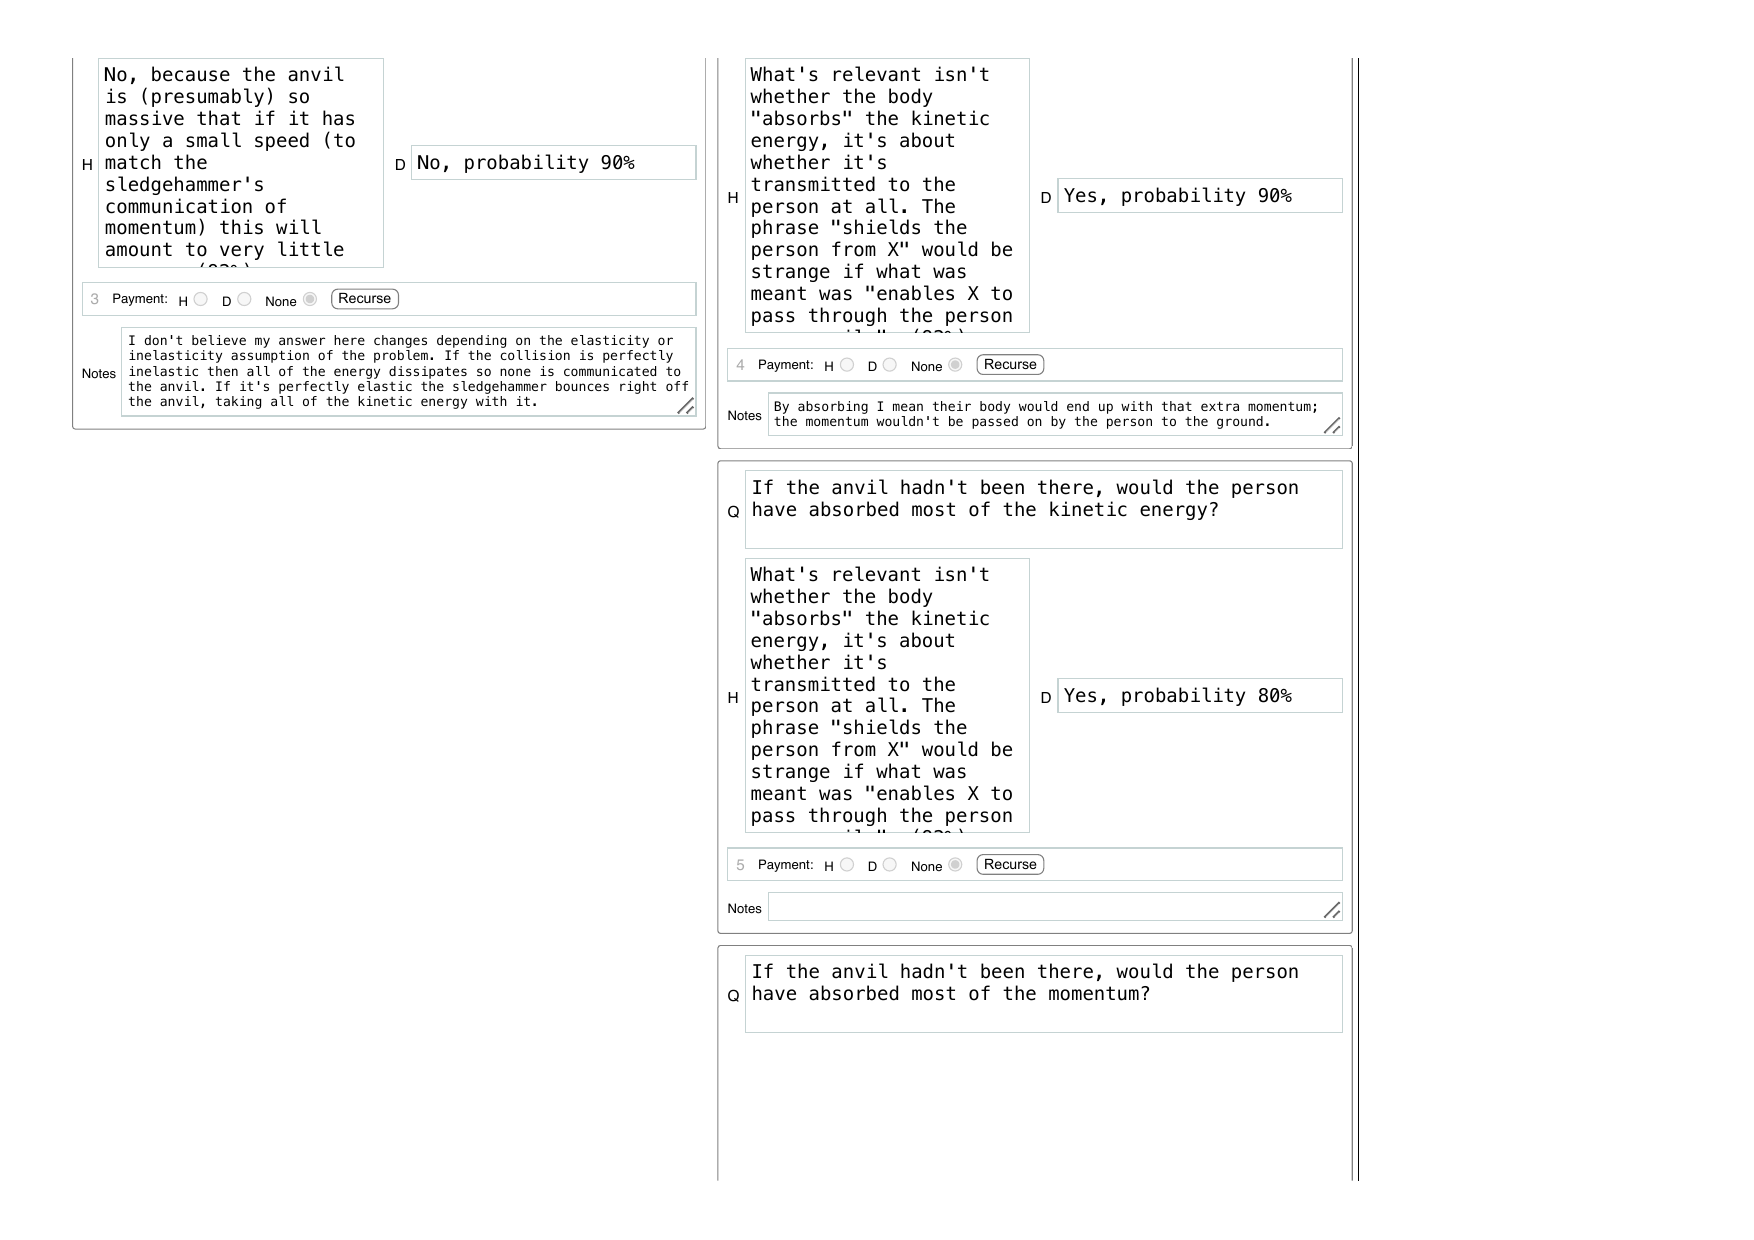 No, because the anvil
is (presumably) so
massive that if it has
only a small speed (to
match the
sledgehammer's
communication of
momentum) this will
amount to very little
H
D
No, probability 90%
3 Payment: H D None Recurse
Notes
I don't believe my answer here changes depending on the elasticity or
inelasticity assumption of the problem. If the collision is perfectly
inelastic then all of the energy dissipates so none is communicated to
the anvil. If it's perfectly elastic the sledgehammer bounces right off
the anvil, taking all of the kinetic energy with it.
What's relevant isn't
whether the body
"absorbs" the kinetic
energy, it's about
whether it's
transmitted to the
person at all. The
phrase "shields the
person from X" would be
strange if what was
meant was "enables X to
pass through the person
H
D
Yes, probability 90%
4 Payment: H D None Recurse
Notes
By absorbing I mean their body would end up with that extra momentum;
the momentum wouldn't be passed on by the person to the ground.
Q
If the anvil hadn't been there, would the person
have absorbed most of the kinetic energy?
What's relevant isn't
whether the body
"absorbs" the kinetic
energy, it's about
whether it's
transmitted to the
person at all. The
phrase "shields the
person from X" would be
strange if what was
meant was "enables X to
pass through the person
H
D
Yes, probability 80%
5 Payment: H D None Recurse
Notes
Q
If the anvil hadn't been there, would the person
have absorbed most of the momentum?